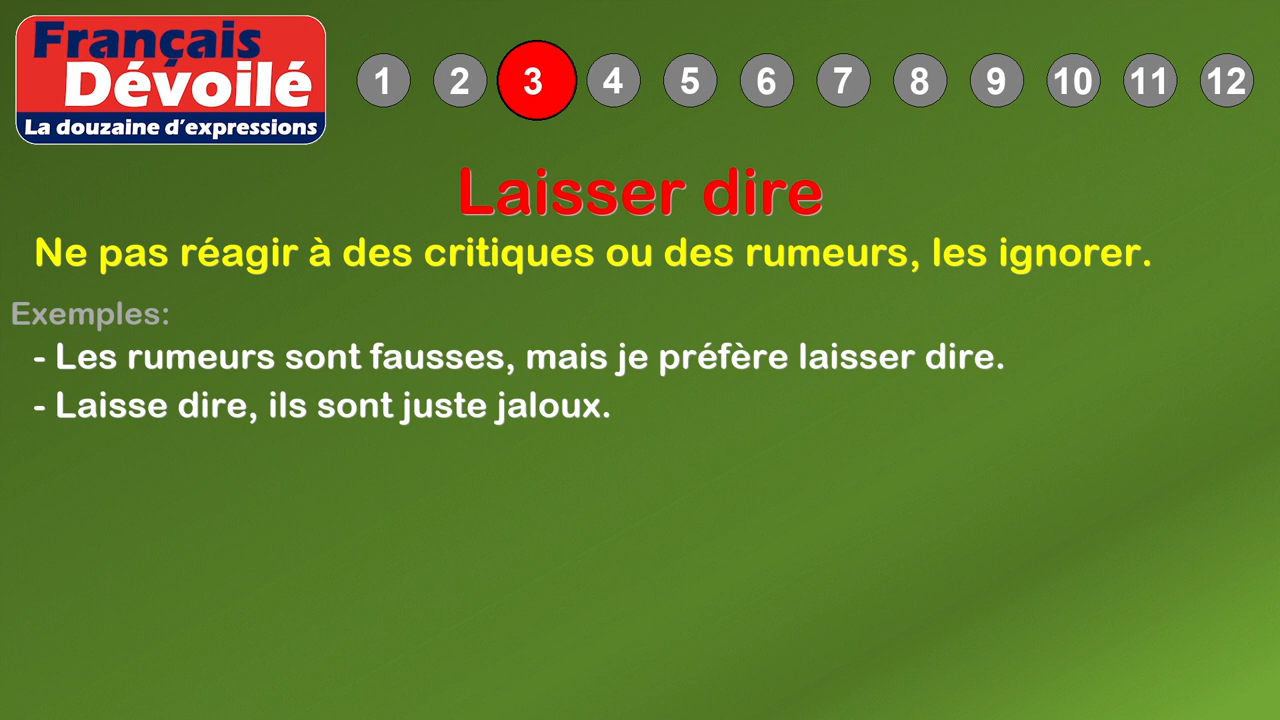 Français
Dévoilé
La douzaine d'expressions
1 2 3 4 5 6 7 8 9 10 11 12
Laisser dire
Ne pas réagir à des critiques ou des rumeurs, les ignorer.
Exemples:
- Les rumeurs sont fausses, mais je préfère laisser dire.
- Laisse dire, ils sont juste jaloux.